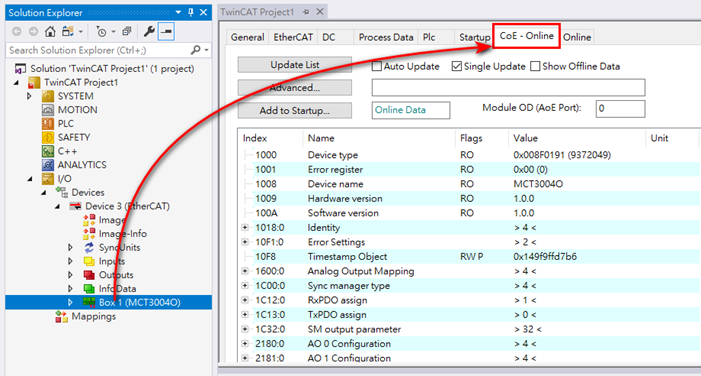 Solution Explorer
Search Solution Explorer (Ctrl+;)
Solution 'TwinCAT Project1' (1 project)
TwinCAT Project1
SYSTEM
MOTION
PLC
SAFETY
C++
ANALYTICS
I/O
Devices
Device 3 (EtherCAT)
Image
Image-Info
SyncUnits
Inputs
Outputs
InfoData
Box 1 (MCT3004O)
Mappings
TwinCAT Project1
General EtherCAT DC Process Data Plc Startup CoE - Online Online
Update List Auto Update Single Update Show Offline Data
Advanced...
Add to Startup... Online Data Module OD (AoE Port): 0
Index Name Flags Value Unit
1000 Device type RO 0x008F0191 (9372049)
1001 Error register RO 0x00 (0)
1008 Device name RO MCT3004O
1009 Hardware version RO 1.0.0
100A Software version RO 1.0.0
1018:0 Identity > 4 <
10F1:0 Error Settings > 2 <
10F8 Timestamp Object RW P 0x149f9ffd7b6
1600:0 Analog Output Mapping > 4 <
1C00:0 Sync manager type > 4 <
1C12:0 RxPDO assign > 1 <
1C13:0 TxPDO assign > 0 <
1C32:0 SM output parameter > 32 <
2180:0 AO 0 Configuration > 4 <
2181:0 AO 1 Configuration > 4 <